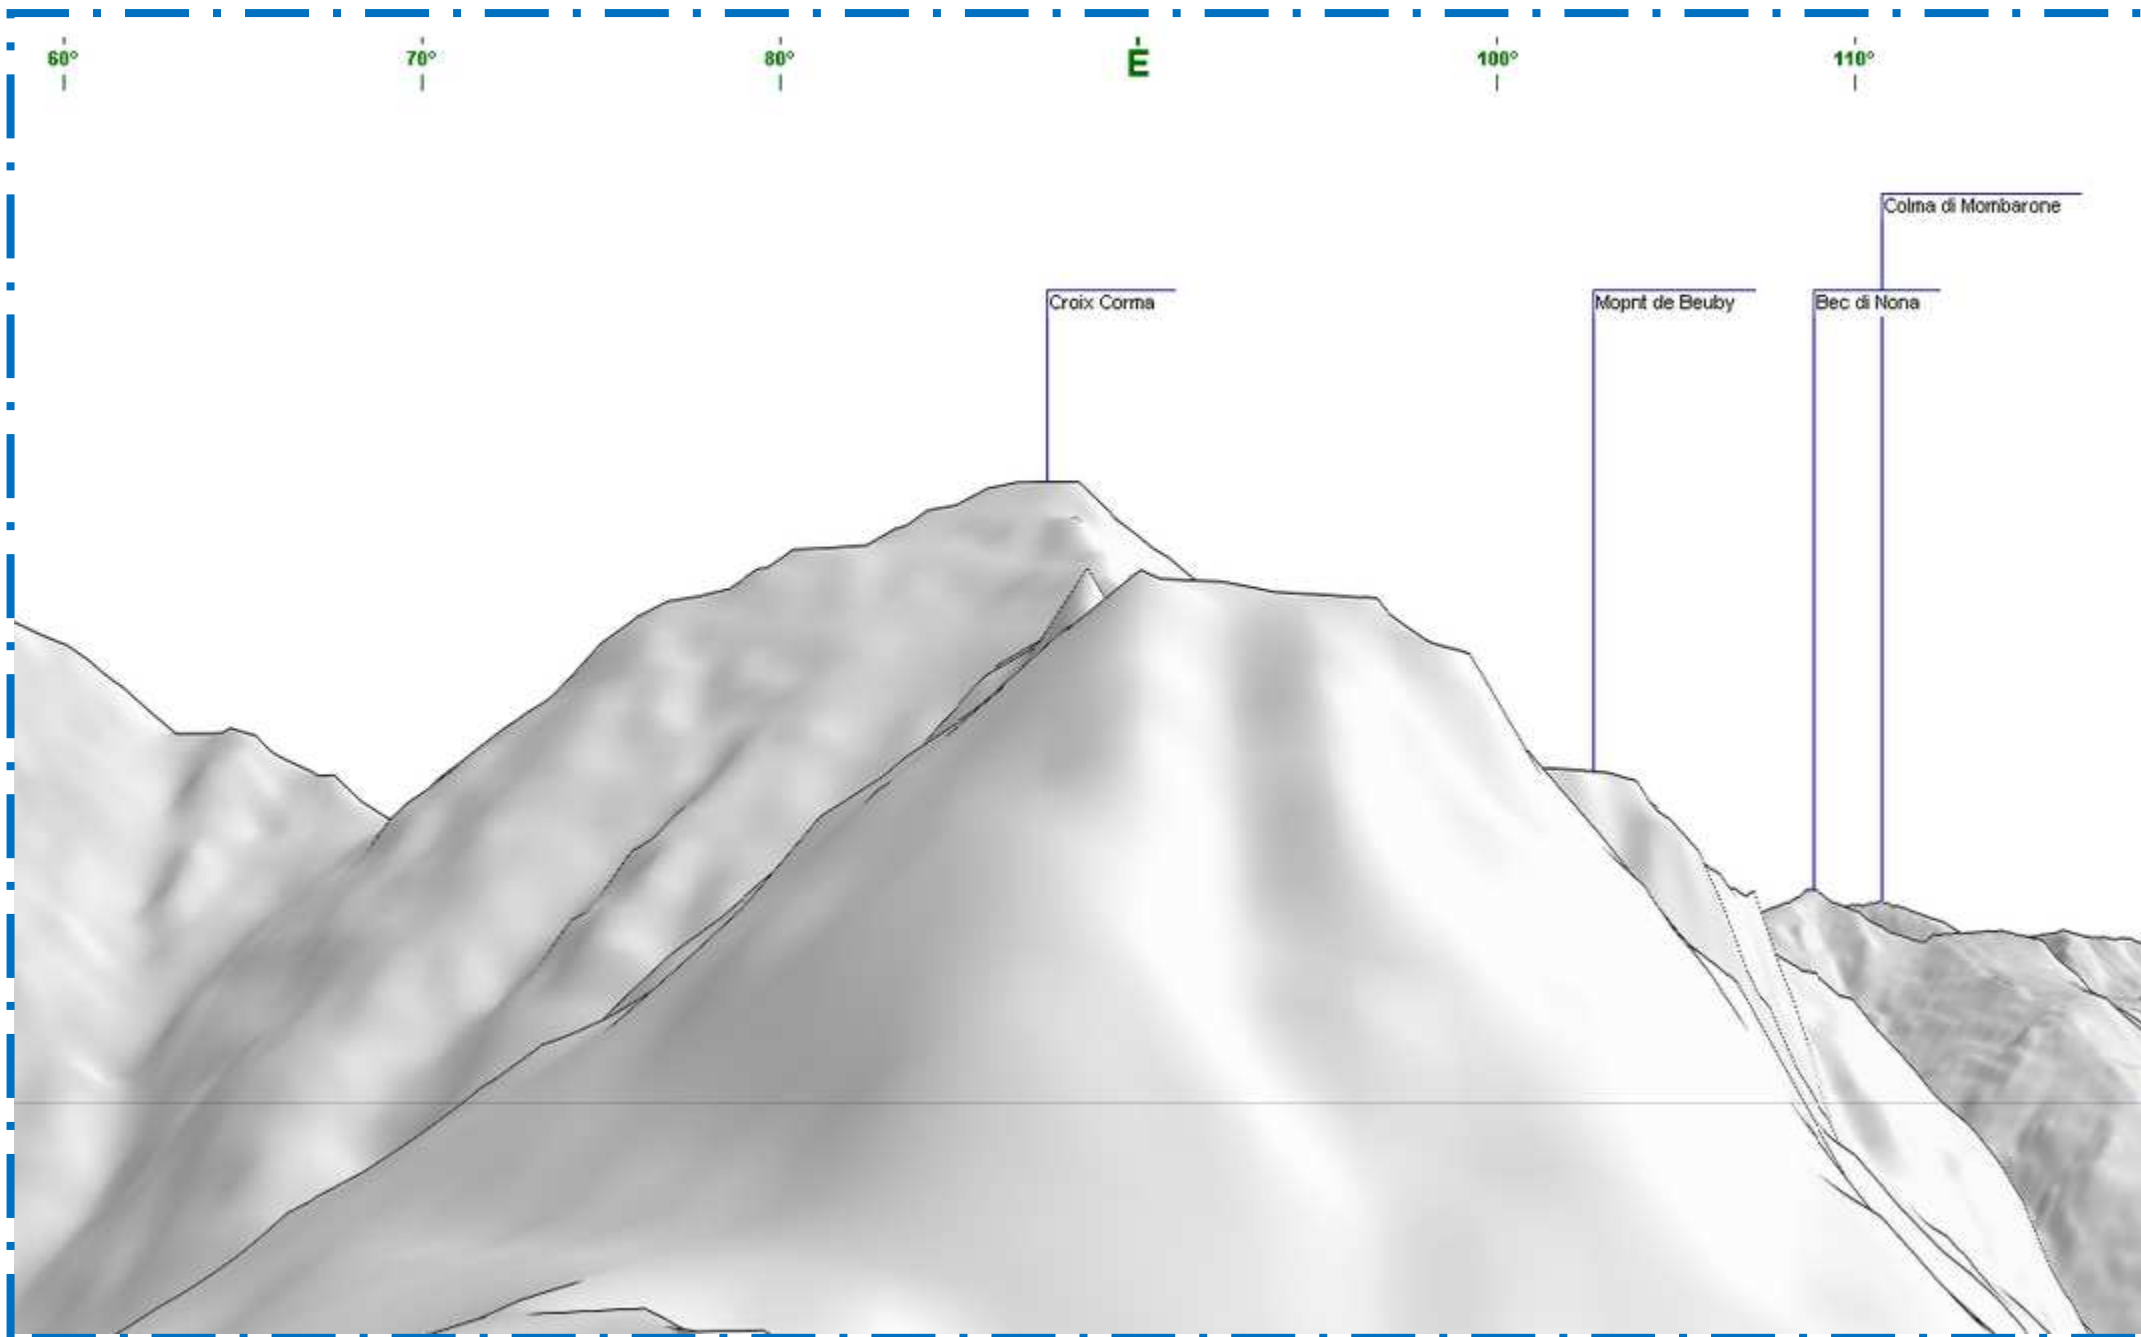 60° 70° 80° E 100° 110°
Colma di Mombarone
Croix Corma
Mopnt de Beuby
Bec di Nona